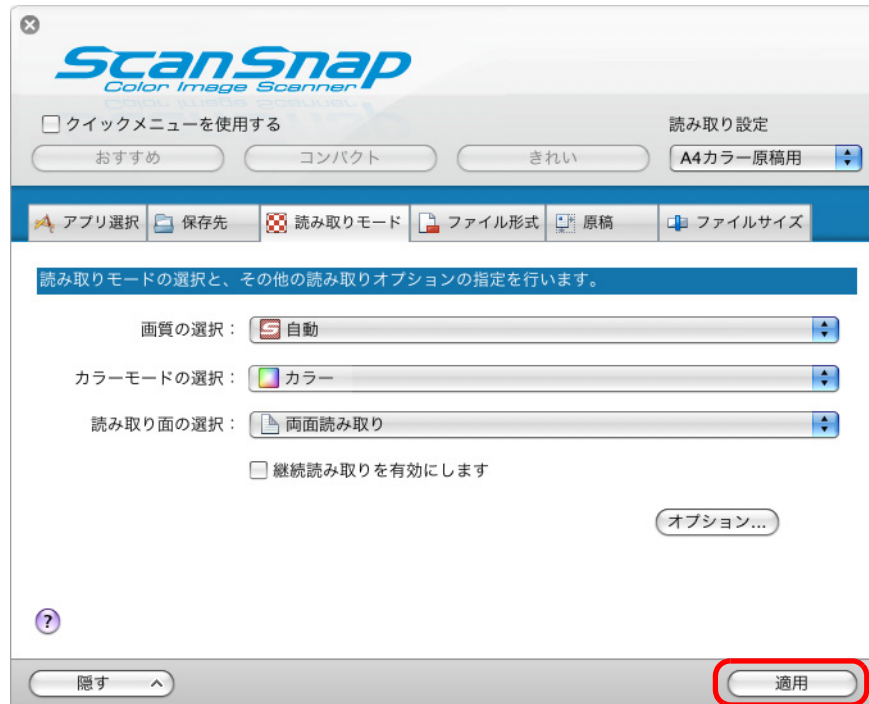 ScanSnap
Color Image Scanner
クイックメニューを使用する
読み取り設定
おすすめ コンパクト きれい A4カラー原稿用
アプリ選択 保存先 読み取りモード ファイル形式 原稿 ファイルサイズ
読み取りモードの選択と、その他の読み取りオプションの指定を行います。
画質の選択： 自動
カラーモードの選択： カラー
読み取り面の選択： 両面読み取り
継続読み取りを有効にします
オプション...
?
隠す 適用